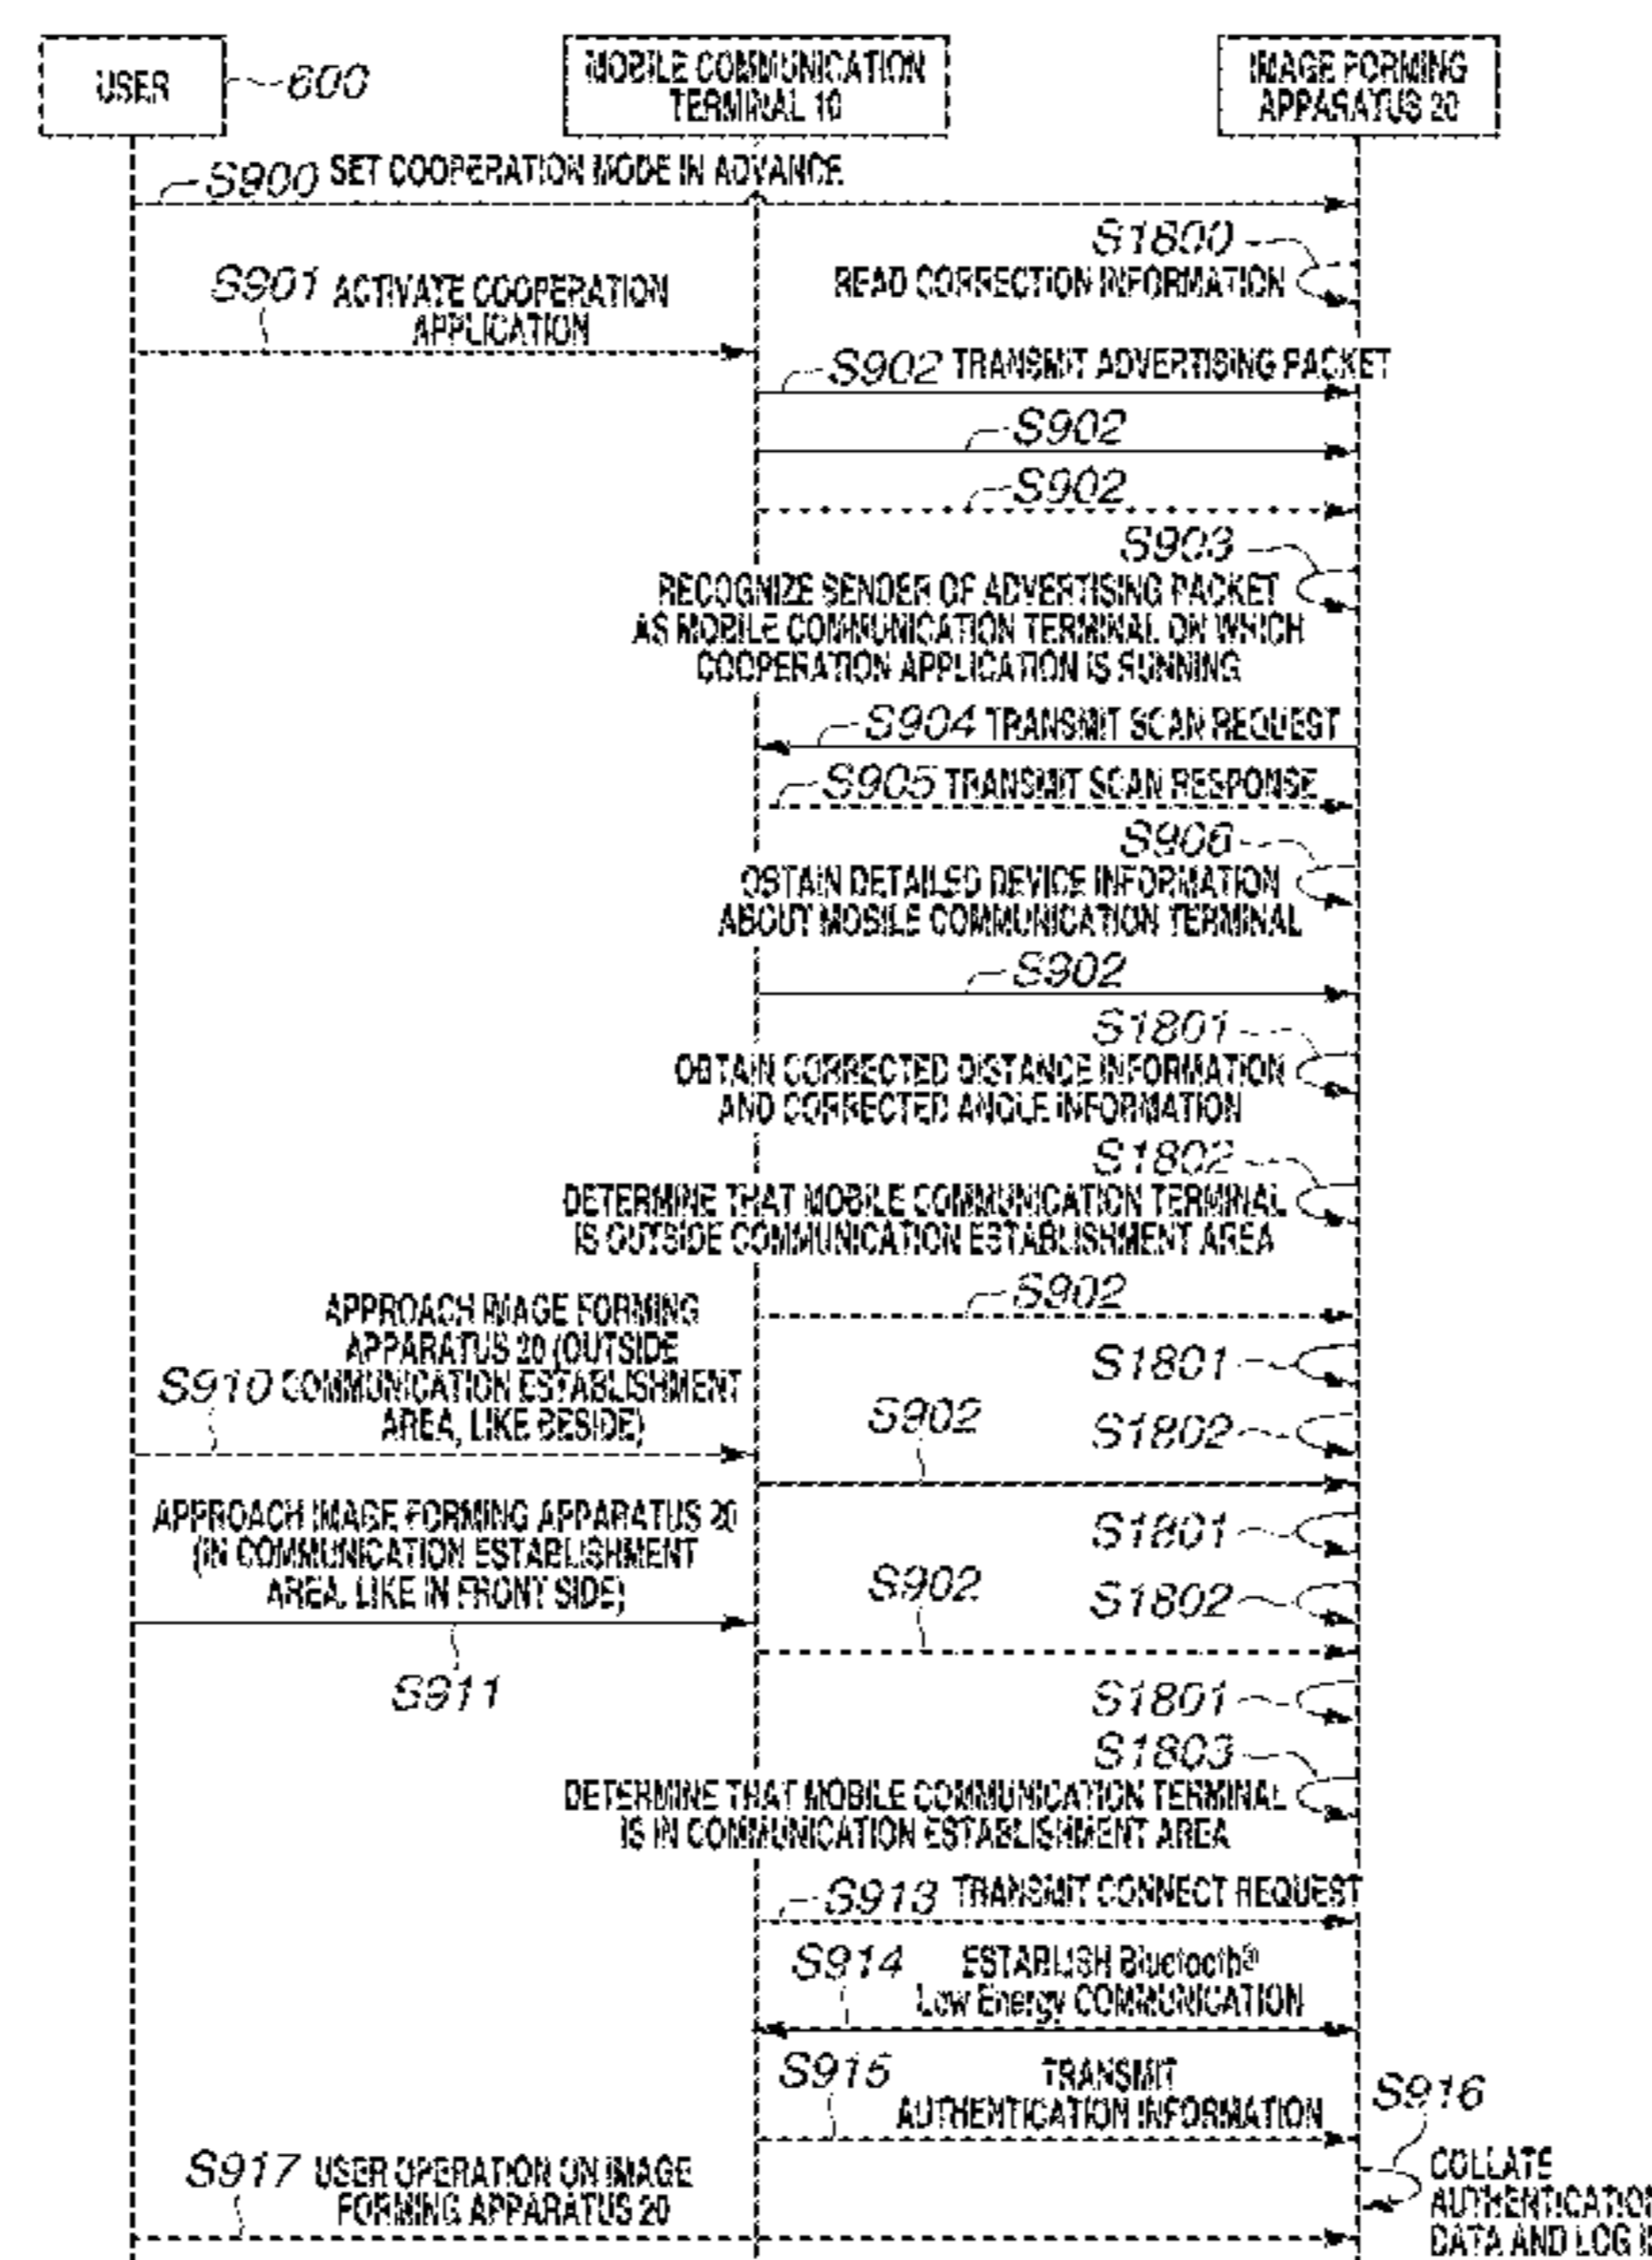 USER
600
MOBILE COMMUNICATION
TERMINAL 10
IMAGE FORMING
APPARATUS 20
S900 SET COOPERATION MODE IN ADVANCE
S1800
READ CORRECTION INFORMATION
S901 ACTIVATE COOPERATION
APPLICATION
S902 TRANSMIT ADVERTISING PACKET
S902
S902
S903
RECOGNIZE SENDER OF ADVERTISING PACKET
AS MOBILE COMMUNICATION TERMINAL ON WHICH
COOPERATION APPLICATION IS RUNNING
S904 TRANSMIT SCAN REQUEST
S905 TRANSMIT SCAN RESPONSE
S906
OBTAIN DETAILED DEVICE INFORMATION
ABOUT MOBILE COMMUNICATION TERMINAL
S902
S1801
OBTAIN CORRECTED DISTANCE INFORMATION
AND CORRECTED ANGLE INFORMATION
S1802
DETERMINE THAT MOBILE COMMUNICATION TERMINAL
IS OUTSIDE COMMUNICATION ESTABLISHMENT AREA
S902
APPROACH IMAGE FORMING
APPARATUS 20 (OUTSIDE
S910 COMMUNICATION ESTABLISHMENT
AREA, LIKE BESIDE)
S1801
S902
S1802
APPROACH IMAGE FORMING APPARATUS 20
(IN COMMUNICATION ESTABLISHMENT
AREA, LIKE IN FRONT SIDE)
S1801
S902
S1802
S911
S1801
S1803
DETERMINE THAT MOBILE COMMUNICATION TERMINAL
IS IN COMMUNICATION ESTABLISHMENT AREA
S913 TRANSMIT CONNECT REQUEST
S914 ESTABLISH Bluetooth®
Low Energy COMMUNICATION
S915 TRANSMIT
AUTHENTICATION INFORMATION
S916
COLLATE
AUTHENTICATION
DATA AND LOG I
S917 USER OPERATION ON IMAGE
FORMING APPARATUS 20